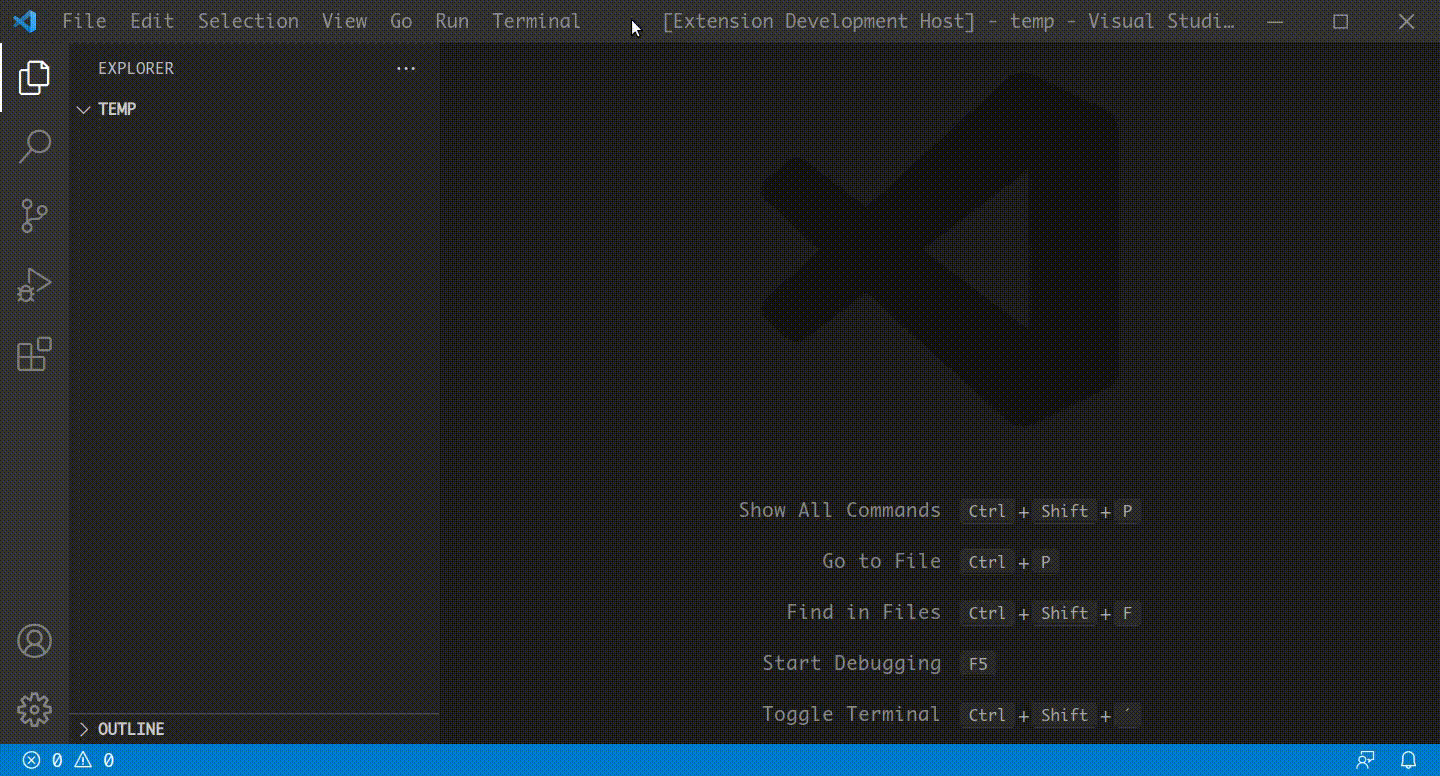 File Edit Selection View Go Run Terminal [Extension Development Host] - temp - Visual Studi…
EXPLORER
TEMP
Show All Commands Ctrl + Shift + P
Go to File Ctrl + P
Find in Files Ctrl + Shift + F
Start Debugging F5
Toggle Terminal Ctrl + Shift + ´
OUTLINE
0 0